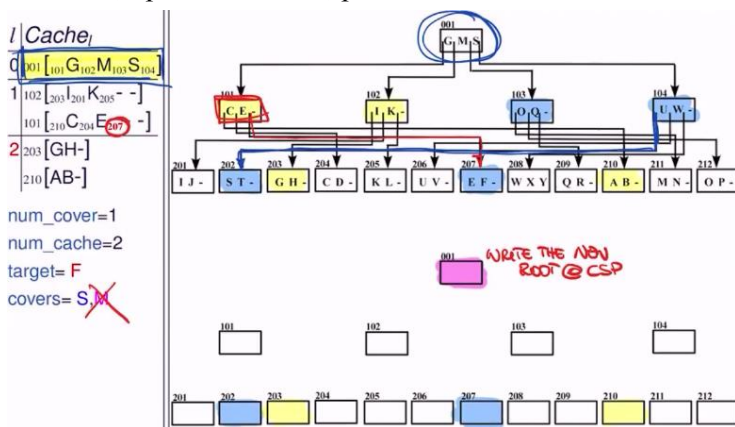 l Cache_l
0 001 [101 G 102 M 103 S 104]
1 102 [203 I 201 K 205 - -]
101 [210 C 204 E 207 - -]
2 203 [GH-]
210 [AB-]
num_cover=1
num_cache=2
target= F
covers= S,M
001
G M S
101 102 103 104
C E - I K - O Q - U W -
201 202 203 204 205 206 207 208 209 210 211 212
I J - S T - G H - C D - K L - U V - E F - W X Y Q R - A B - M N - O P -
001
WRITE THE NEW
ROOT @ CSP
101 102 103 104
201 202 203 204 205 206 207 208 209 210 211 212